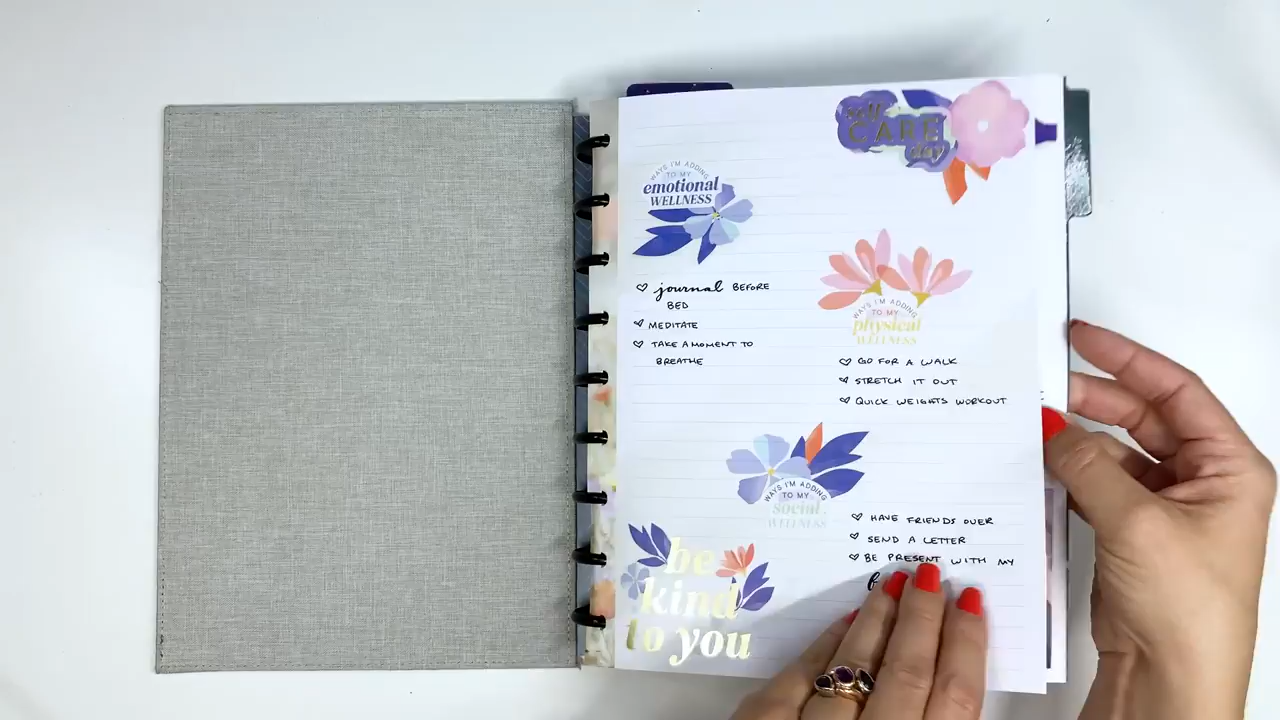 self
CARE
day
WAYS I'M ADDING
TO MY
emotional
WELLNESS
journal BEFORE
BED
MEDITATE
TAKE A MOMENT TO
BREATHE
WAYS I'M ADDING
TO MY
physical
WELLNESS
GO FOR A WALK
STRETCH IT OUT
QUICK WEIGHTS WORKOUT
WAYS I'M ADDING
TO MY
social
WELLNESS
HAVE FRIENDS OVER
SEND A LETTER
BE PRESENT WITH MY
be
kind
to you